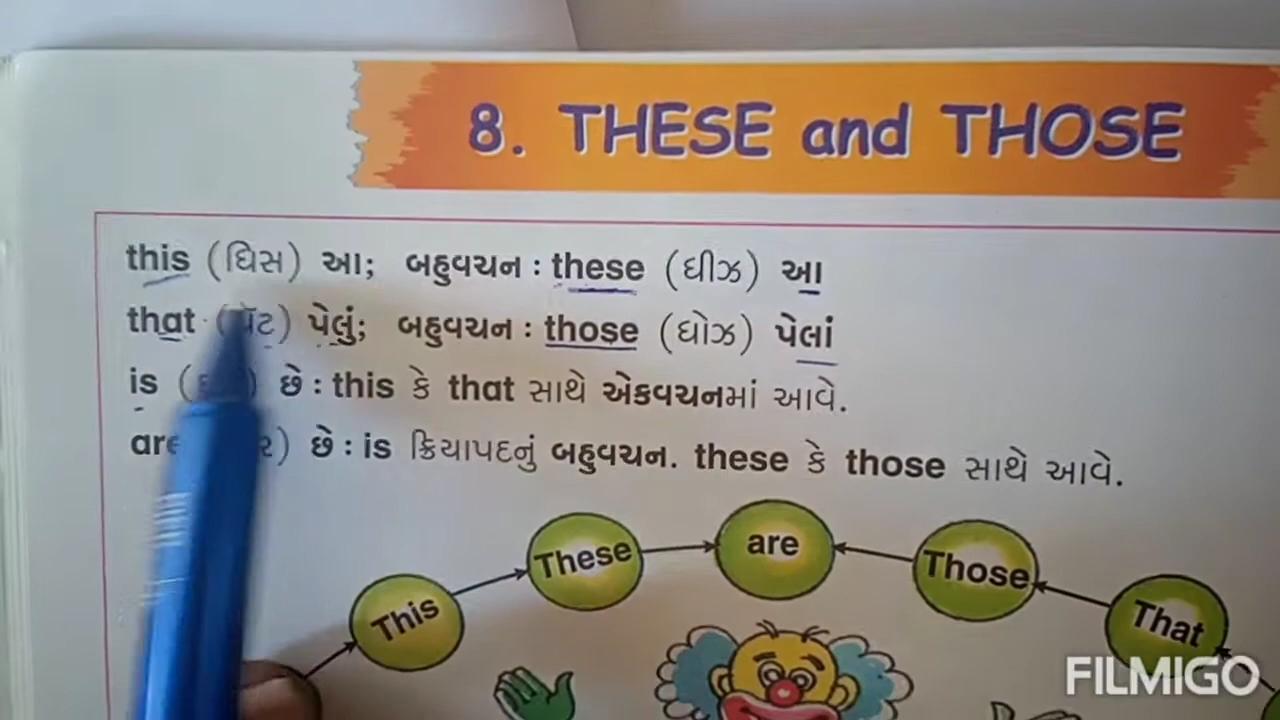 8. THESE and THOSE
this (ધિસ) આ; બહુવચન : these (ધીઝ) આ
that પેલું; બહુવચન : those (ધોઝ) પેલાં
is છે : this કે that સાથે એકવચનમાં આવે.
are છે : is ક્રિયાપદનું બહુવચન. these કે those સાથે આવે.
This These are Those That
FILMIGO